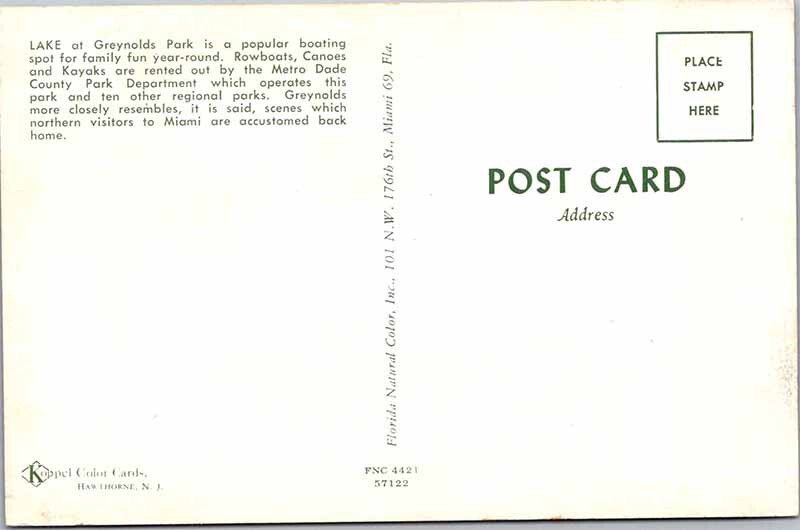 LAKE at Greynolds Park is a popular boating
spot for family fun year-round. Rowboats, Canoes
and Kayaks are rented out by the Metro Dade
County Park Department which operates this
park and ten other regional parks. Greynolds
more closely resembles, it is said, scenes which
northern visitors to Miami are accustomed back
home.
Koppel Color Cards,
HAWTHORNE, N. J.
Florida Natural Color, Inc., 101 N.W. 176th St., Miami 69, Fla.
FNC 4421
57122
PLACE
STAMP
HERE
POST CARD
Address